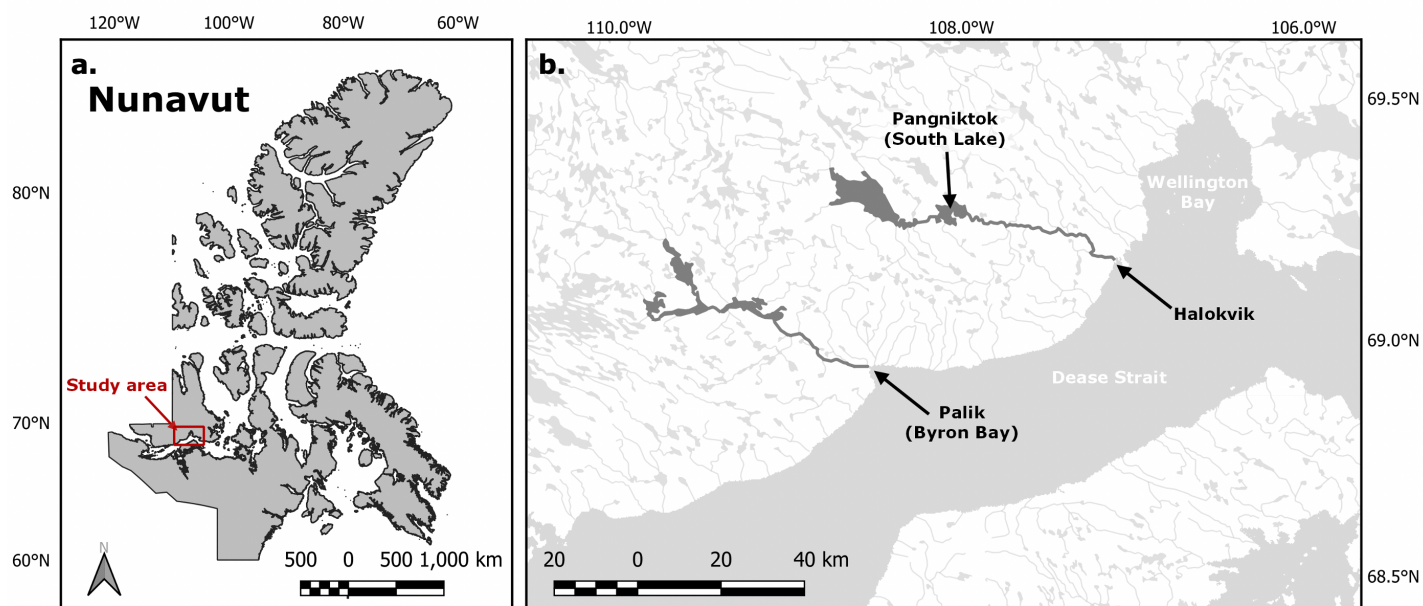 120°W 100°W 80°W 60°W
a.
Nunavut
80°N
70°N
60°N
Study area
N
500 0 500 1,000 km
110.0°W 108.0°W 106.0°W
b.
69.5°N
69.0°N
68.5°N
Pangniktok
(South Lake)
Wellington
Bay
Halokvik
Dease Strait
Palik
(Byron Bay)
20 0 20 40 km